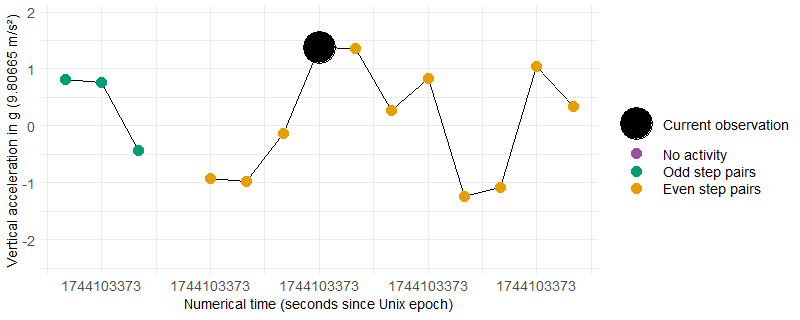 Vertical acceleration in g (9.80665 m/s²)
2
1
0
-1
-2
1744103373 1744103373 1744103373 1744103373 1744103373
Numerical time (seconds since Unix epoch)
Current observation
No activity
Odd step pairs
Even step pairs